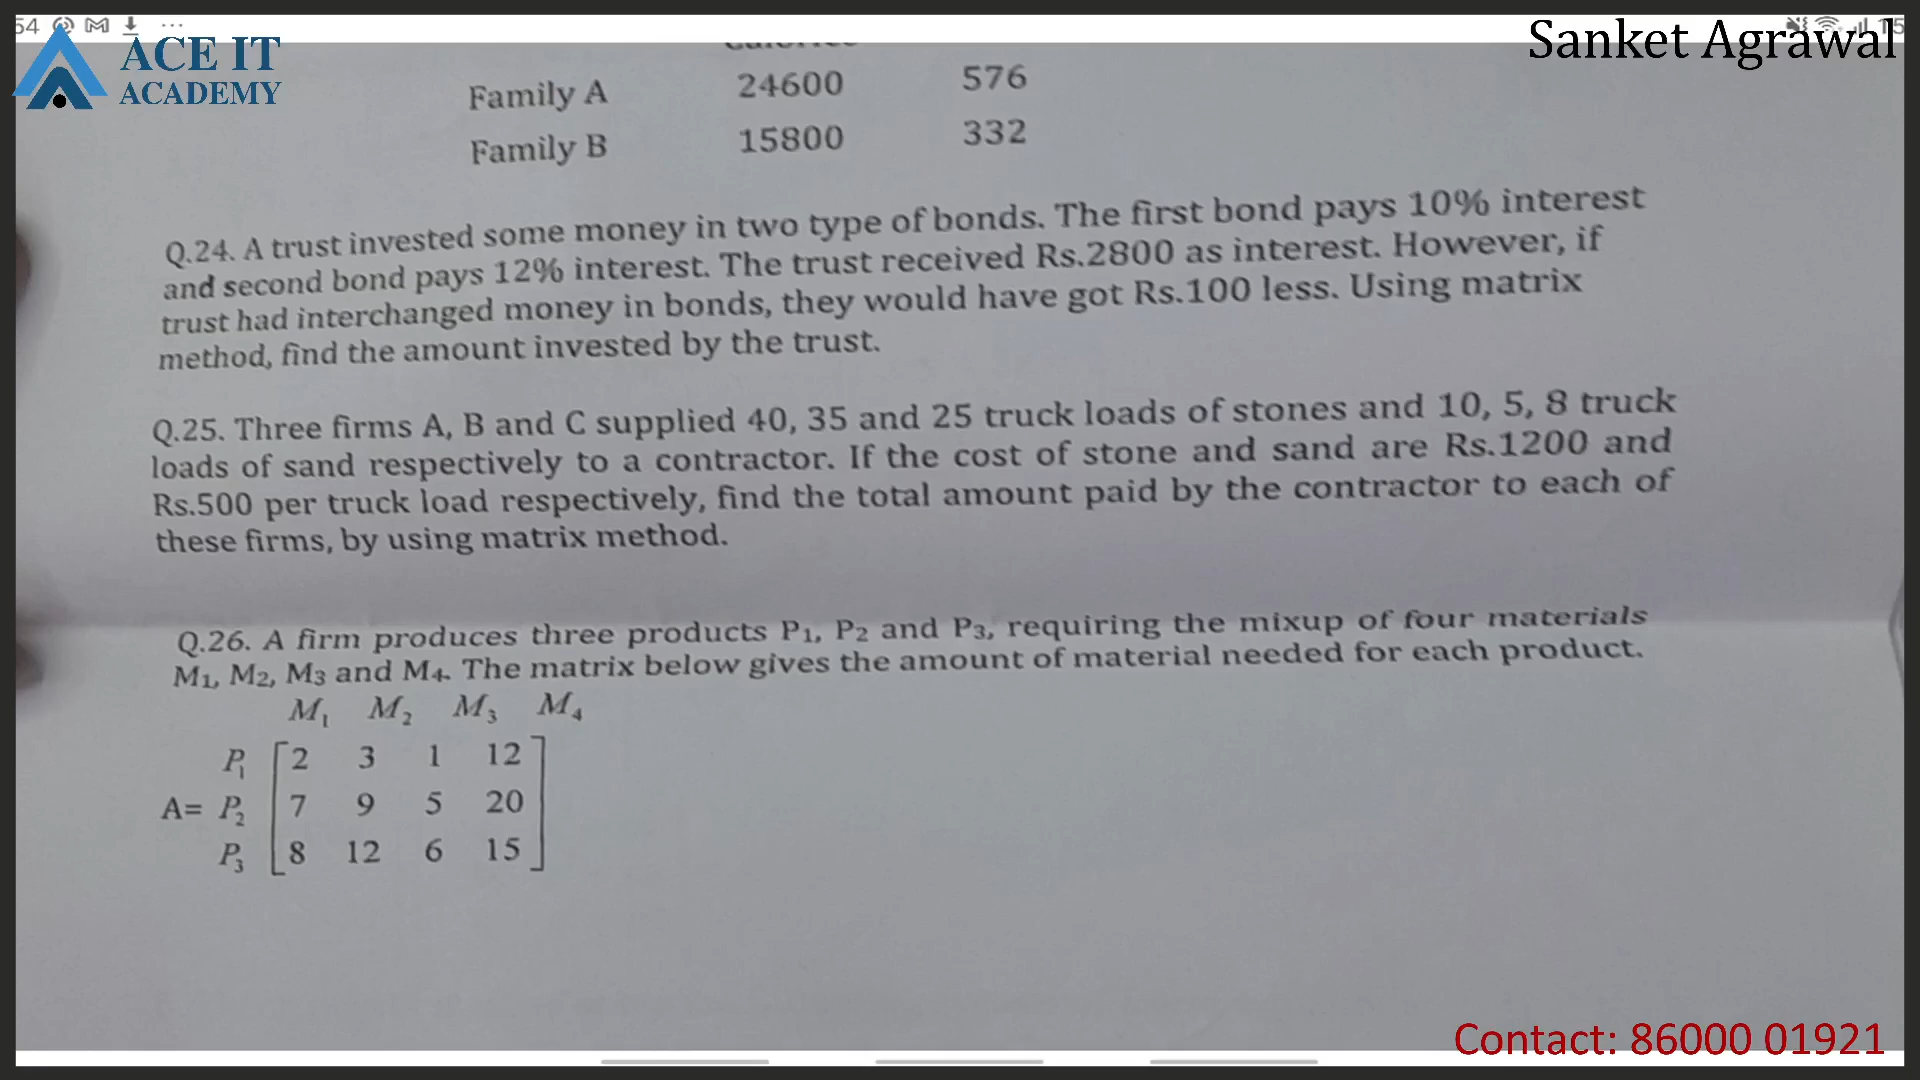 54
ACE IT
ACADEMY
Sanket Agrawal
Family A 24600 576
Family B 15800 332
Q.24. A trust invested some money in two type of bonds. The first bond pays 10% interest
and second bond pays 12% interest. The trust received Rs.2800 as interest. However, if
trust had interchanged money in bonds, they would have got Rs.100 less. Using matrix
method, find the amount invested by the trust.
Q.25. Three firms A, B and C supplied 40, 35 and 25 truck loads of stones and 10, 5, 8 truck
loads of sand respectively to a contractor. If the cost of stone and sand are Rs.1200 and
Rs.500 per truck load respectively, find the total amount paid by the contractor to each of
these firms, by using matrix method.
Q.26. A firm produces three products P1, P2 and P3, requiring the mixup of four materials
M1, M2, M3 and M4. The matrix below gives the amount of material needed for each product.
M1 M2 M3 M4
P1 2 3 1 12
A= P2 7 9 5 20
P3 8 12 6 15
Contact: 86000 01921